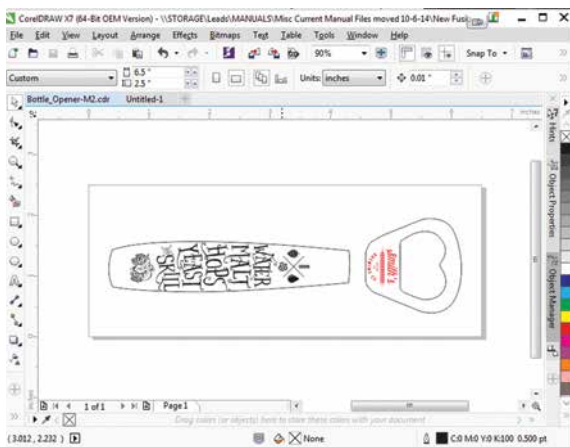 CorelDRAW X7 (64-Bit OEM Version) - \\STORAGE\Leads\MANUALS\Misc Current Manual Files moved 10-6-14\New Fusi
File Edit View Layout Arrange Effects Bitmaps Text Table Tools Window Help
90% Snap To
Custom 6.5 " 2.5 " Units: inches 0.01 "
Bottle_Opener-M2.cdr Untitled-1
inches
Hints
Object Properties
Object Manager
WATER
MALT
HOPS
YEAST
SKILL
Smith's
1 of 1 Page1
Drag colors (or objects) here to store these colors with your document
(3.012, 2.232 ) None C:0 M:0 Y:0 K:100 0.500 pt